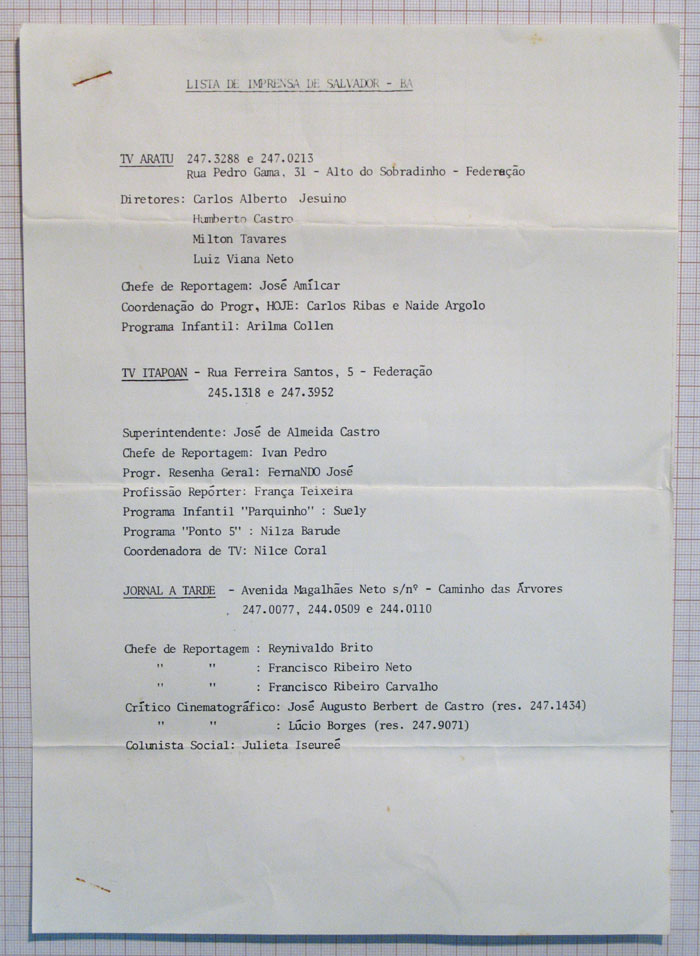 LISTA DE IMPRENSA DE SALVADOR - BA
TV ARATU 247.3288 e 247.0213
Rua Pedro Gama, 31 - Alto do Sobradinho - Federação
Diretores: Carlos Alberto Jesuino
Humberto Castro
Milton Tavares
Luiz Viana Neto
Chefe de Reportagem: José Amílcar
Coordenação do Progr, HOJE: Carlos Ribas e Naide Argolo
Programa Infantil: Arilma Collen
TV ITAPOAN - Rua Ferreira Santos, 5 - Federação
245.1318 e 247.3952
Superintendente: José de Almeida Castro
Chefe de Reportagem: Ivan Pedro
Progr. Resenha Geral: FernaNDO José
Profissão Repórter: França Teixeira
Programa Infantil "Parquinho" : Suely
Programa "Ponto 5" : Nilza Barude
Coordenadora de TV: Nilce Coral
JORNAL A TARDE - Avenida Magalhães Neto s/nº - Caminho das Árvores
247.0077, 244.0509 e 244.0110
Chefe de Reportagem : Reynivaldo Brito
" " : Francisco Ribeiro Neto
" " : Francisco Ribeiro Carvalho
Crítico Cinematográfico: José Augusto Berbert de Castro (res. 247.1434)
" " : Lúcio Borges (res. 247.9071)
Colunista Social: Julieta Iseureé